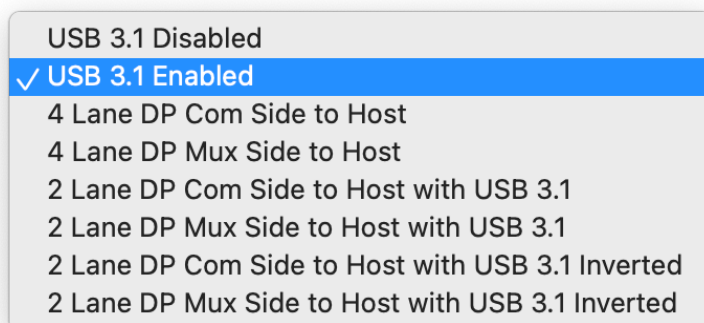 USB 3.1 Disabled
✓ USB 3.1 Enabled
4 Lane DP Com Side to Host
4 Lane DP Mux Side to Host
2 Lane DP Com Side to Host with USB 3.1
2 Lane DP Mux Side to Host with USB 3.1
2 Lane DP Com Side to Host with USB 3.1 Inverted
2 Lane DP Mux Side to Host with USB 3.1 Inverted